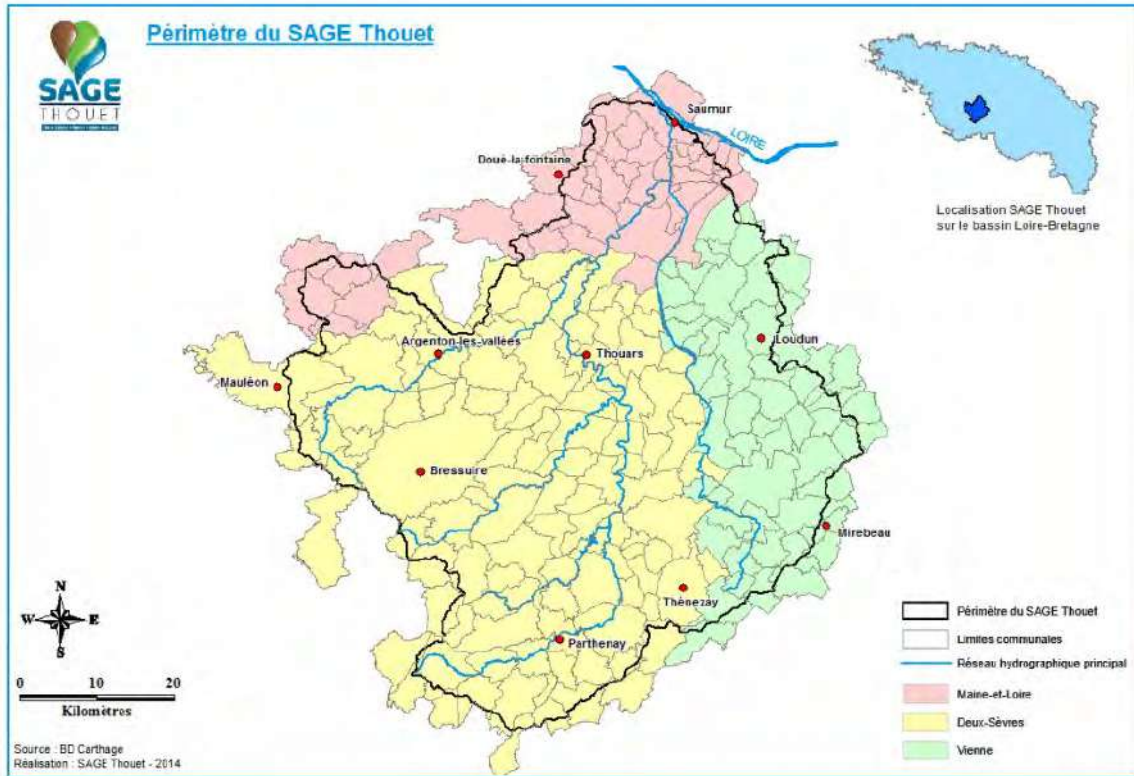 Périmètre du SAGE Thouet
SAGE
THOUET
Saumur
LOIRE
Doué-la-fontaine
Localisation SAGE Thouet
sur le bassin Loire-Bretagne
Argenton-les-vallées
Thouars
Loudun
Mauléon
Bressuire
Mirebeau
Thénezay
Parthenay
N
W E
S
0 10 20
Kilomètres
Périmètre du SAGE Thouet
Limites communales
Réseau hydrographique principal
Maine-et-Loire
Deux-Sèvres
Vienne
Source : BD Carthage
Réalisation : SAGE Thouet - 2014